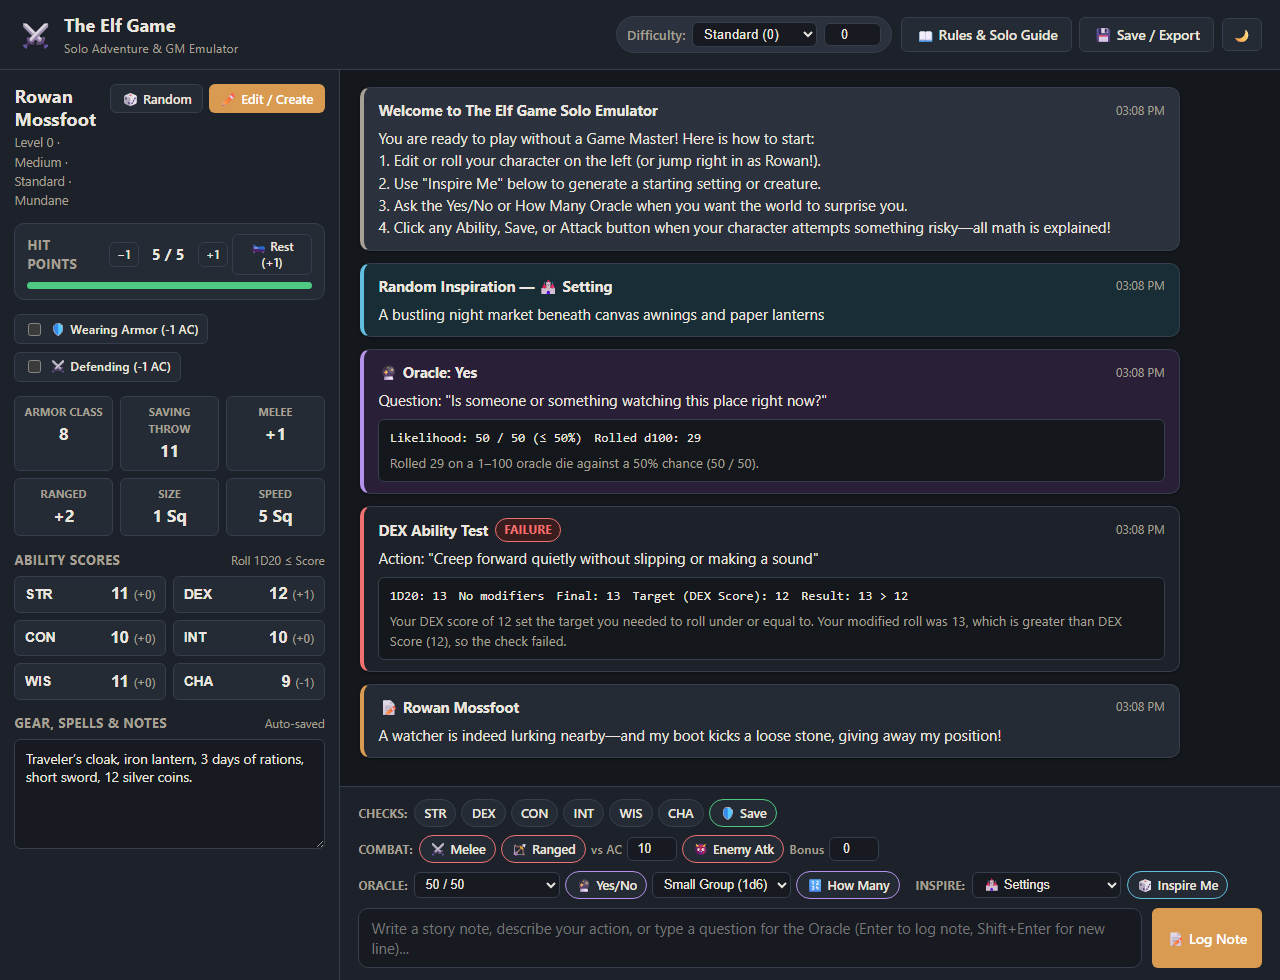 The Elf Game
Solo Adventure & GM Emulator
Difficulty: Standard (0) 0
Rules & Solo Guide
Save / Export
Rowan Mossfoot
Random
Edit / Create
Level 0 ·
Medium ·
Standard ·
Mundane
HIT POINTS
−1
5 / 5
+1
Rest (+1)
Wearing Armor (-1 AC)
Defending (-1 AC)
ARMOR CLASS
8
SAVING THROW
11
MELEE
+1
RANGED
+2
SIZE
1 Sq
SPEED
5 Sq
ABILITY SCORES
Roll 1D20 ≤ Score
STR 11 (+0)
DEX 12 (+1)
CON 10 (+0)
INT 10 (+0)
WIS 11 (+0)
CHA 9 (-1)
GEAR, SPELLS & NOTES
Auto-saved
Traveler's cloak, iron lantern, 3 days of rations,
short sword, 12 silver coins.
Welcome to The Elf Game Solo Emulator
03:08 PM
You are ready to play without a Game Master! Here is how to start:
1. Edit or roll your character on the left (or jump right in as Rowan!).
2. Use "Inspire Me" below to generate a starting setting or creature.
3. Ask the Yes/No or How Many Oracle when you want the world to surprise you.
4. Click any Ability, Save, or Attack button when your character attempts something risky—all math is explained!
Random Inspiration — Setting
03:08 PM
A bustling night market beneath canvas awnings and paper lanterns
Oracle: Yes
03:08 PM
Question: "Is someone or something watching this place right now?"
Likelihood: 50 / 50 (≤ 50%) Rolled d100: 29
Rolled 29 on a 1–100 oracle die against a 50% chance (50 / 50).
DEX Ability Test FAILURE
03:08 PM
Action: "Creep forward quietly without slipping or making a sound"
1D20: 13 No modifiers Final: 13 Target (DEX Score): 12 Result: 13 > 12
Your DEX score of 12 set the target you needed to roll under or equal to. Your modified roll was 13, which is greater than DEX
Score (12), so the check failed.
Rowan Mossfoot
03:08 PM
A watcher is indeed lurking nearby—and my boot kicks a loose stone, giving away my position!
CHECKS: STR DEX CON INT WIS CHA Save
COMBAT: Melee Ranged vs AC 10 Enemy Atk Bonus 0
ORACLE: 50 / 50 Yes/No Small Group (1d6) How Many INSPIRE: Settings Inspire Me
Write a story note, describe your action, or type a question for the Oracle (Enter to log note, Shift+Enter for new
line)...
Log Note